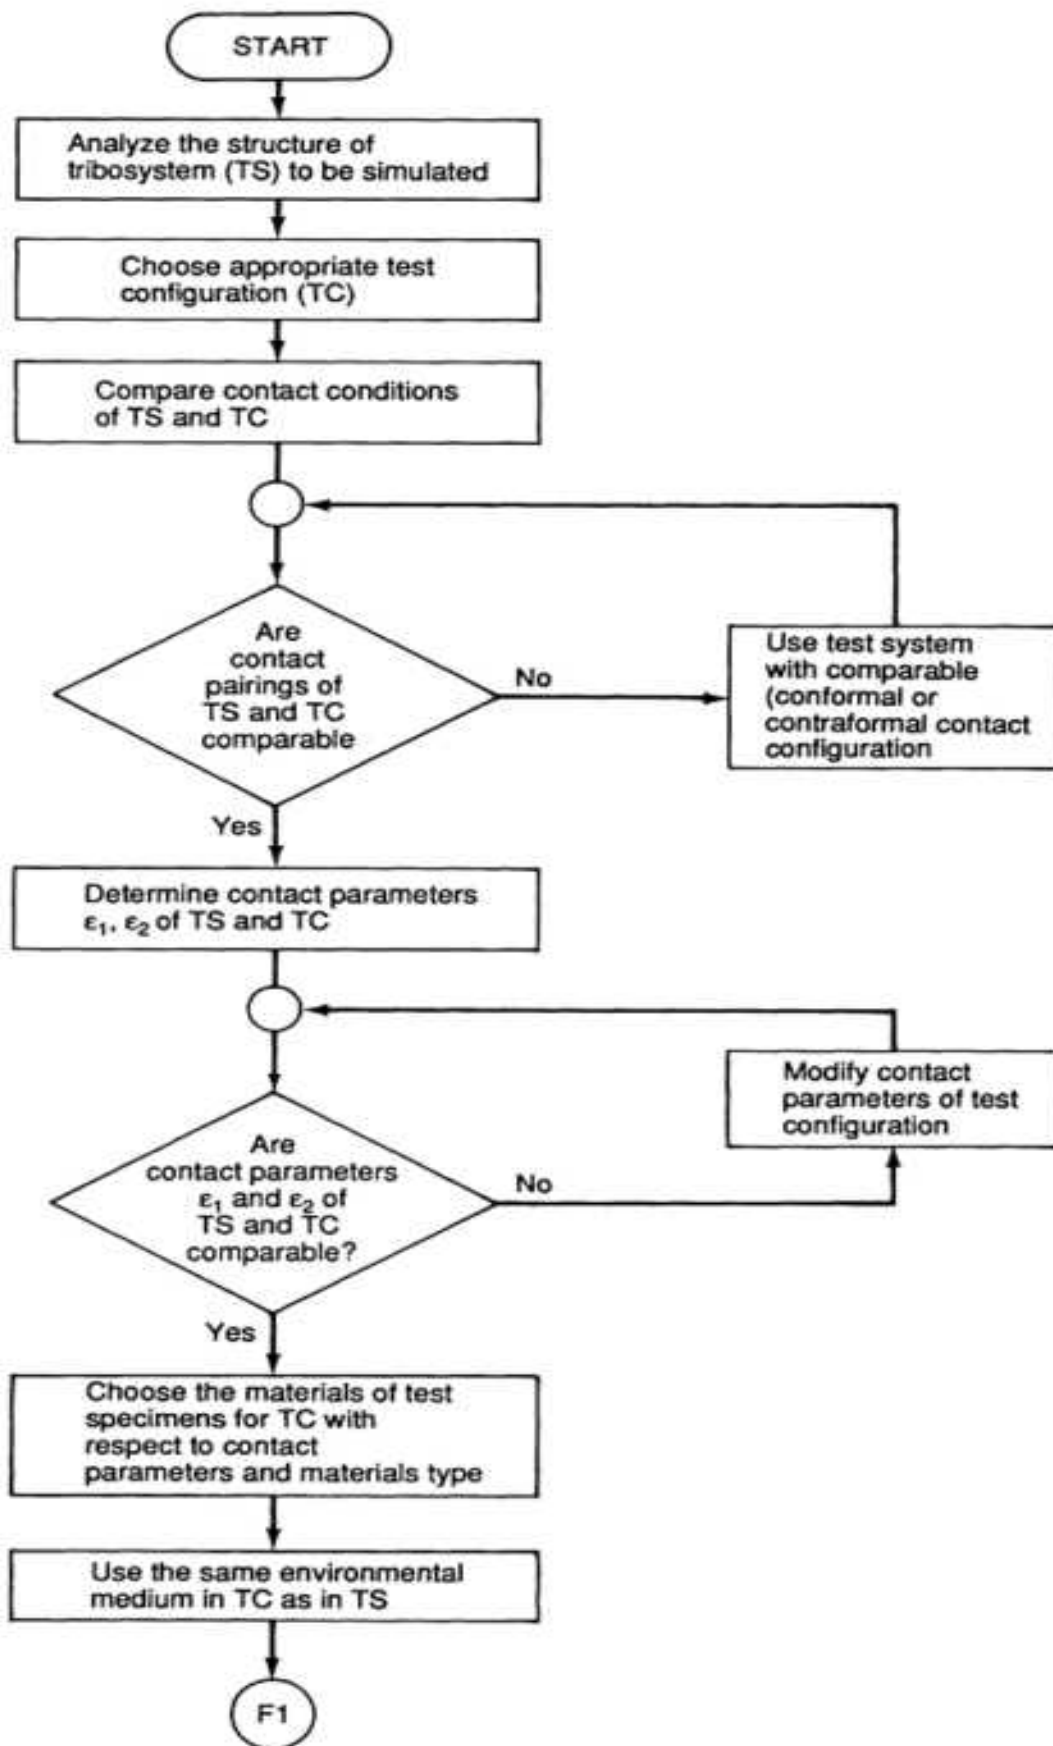 START
Analyze the structure of
tribosystem (TS) to be simulated
Choose appropriate test
configuration (TC)
Compare contact conditions
of TS and TC
Are
contact
pairings of
TS and TC
comparable
No
Use test system
with comparable
(conformal or
contraformal contact
configuration
Yes
Determine contact parameters
ε₁, ε₂ of TS and TC
Are
contact parameters
ε₁ and ε₂ of
TS and TC
comparable?
No
Modify contact
parameters of test
configuration
Yes
Choose the materials of test
specimens for TC with
respect to contact
parameters and materials type
Use the same environmental
medium in TC as in TS
F1